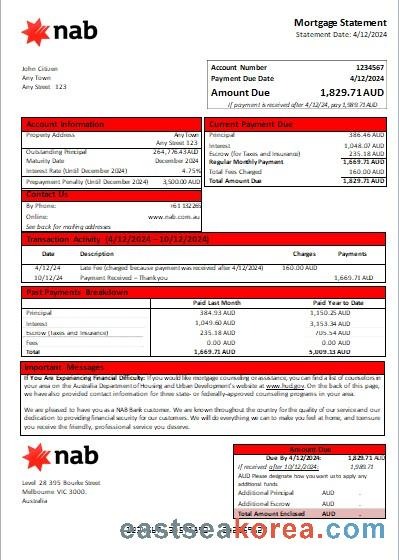 nab
Mortgage Statement
Statement Date: 4/12/2024
John Citizen
Any Town
Any Street 123
Account Number 1234567
Payment Due Date 4/12/2024
Amount Due 1,829.71 AUD
If payment is received after 4/12/24, pay 1,989.71 AUD
Account Information
Property Address Any Town
Any Street 123
Outstanding Principal 264,776.43 AUD
Maturity Date December 2024
Interest Rate (Until December 2024) 4.75%
Prepayment Penalty (Until December 2024) 3,500.00 AUD
Contact Us
By Phone: +61 132265
Online: www.nab.com.au
See back for mailing addresses
Current Payment Due
Principal 386.46 AUD
Interest 1,048.07 AUD
Escrow (for Taxes and Insurance) 235.18 AUD
Regular Monthly Payment 1,669.71 AUD
Total Fees Charged 160.00 AUD
Total Amount Due 1,829.71 AUD
Transaction Activity (4/12/2024 – 10/12/2024)
Date Description Charges Payments
4/12/24 Late Fee (charged because payment was received after 4/12/2024) 160.00 AUD
10/12/24 Payment Received – Thank you 1,669.71 AUD
Past Payments Breakdown
Paid Last Month Paid Year to Date
Principal 384.93 AUD 1,150.25 AUD
Interest 1,049.60 AUD 3,153.34 AUD
Escrow (Taxes and Insurance) 235.18 AUD 705.54 AUD
Fees 0.00 AUD 0.00 AUD
Total 1,669.71 AUD 5,009.13 AUD
Important Messages
If You Are Experiencing Financial Difficulty: If you would like mortgage counseling or assistance, you can find a list of counselors in
your area on the Australia Department of Housing and Urban Development's website at www.hud.gov. On the back of this page,
we have also provided contact information for three state- or federally-approved counseling programs in your area.
We are pleased to have you as a NAB Bank customer. We are known throughout the country for the quality of our service and our
dedication to providing financial security for our customers. We will do everything we can to make you feel at home, and to ensure
you receive the friendly, professional service you deserve.
nab
Level 28 395 Bourke Street
Melbourne VIC 3000.
Australia
Amount Due
Due By 4/12/2024: 1,829.71 AUD
If received after 10/12/2024: 1,989.71
AUD Please designate how you want us to apply any
additional funds.
Additional Principal AUD -
Additional Escrow AUD -
Total Amount Enclosed AUD -
eastseakorea.com